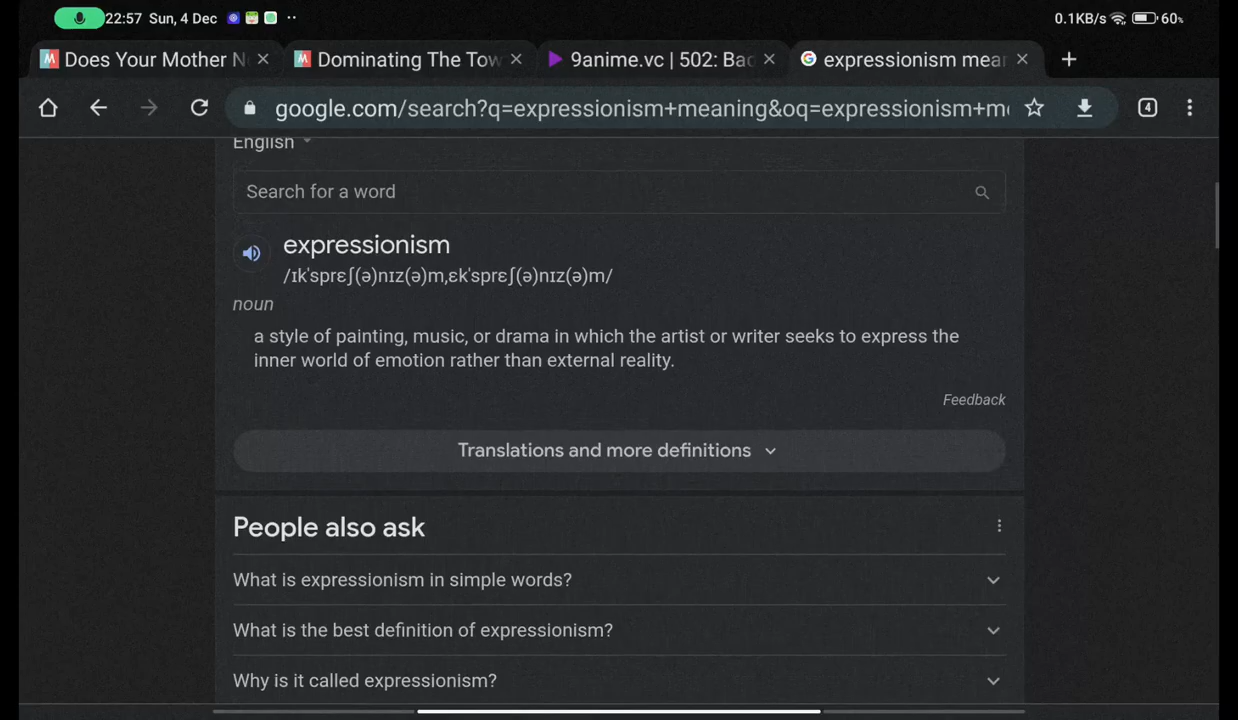 22:57 Sun, 4 Dec
0.1KB/s 60%
Does Your Mother N
Dominating The Tow
9anime.vc | 502: Bad
expressionism mean
google.com/search?q=expressionism+meaning&oq=expressionism+m
4
English
Search for a word
expressionism
/ɪkˈsprɛʃ(ə)nɪz(ə)m,ɛkˈsprɛʃ(ə)nɪz(ə)m/
noun
a style of painting, music, or drama in which the artist or writer seeks to express the
inner world of emotion rather than external reality.
Feedback
Translations and more definitions
People also ask
What is expressionism in simple words?
What is the best definition of expressionism?
Why is it called expressionism?